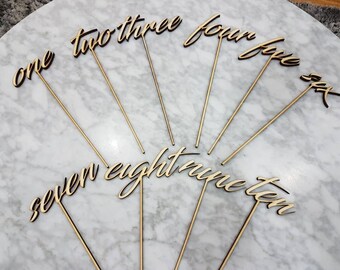 one two three four five six
seven eight nine ten